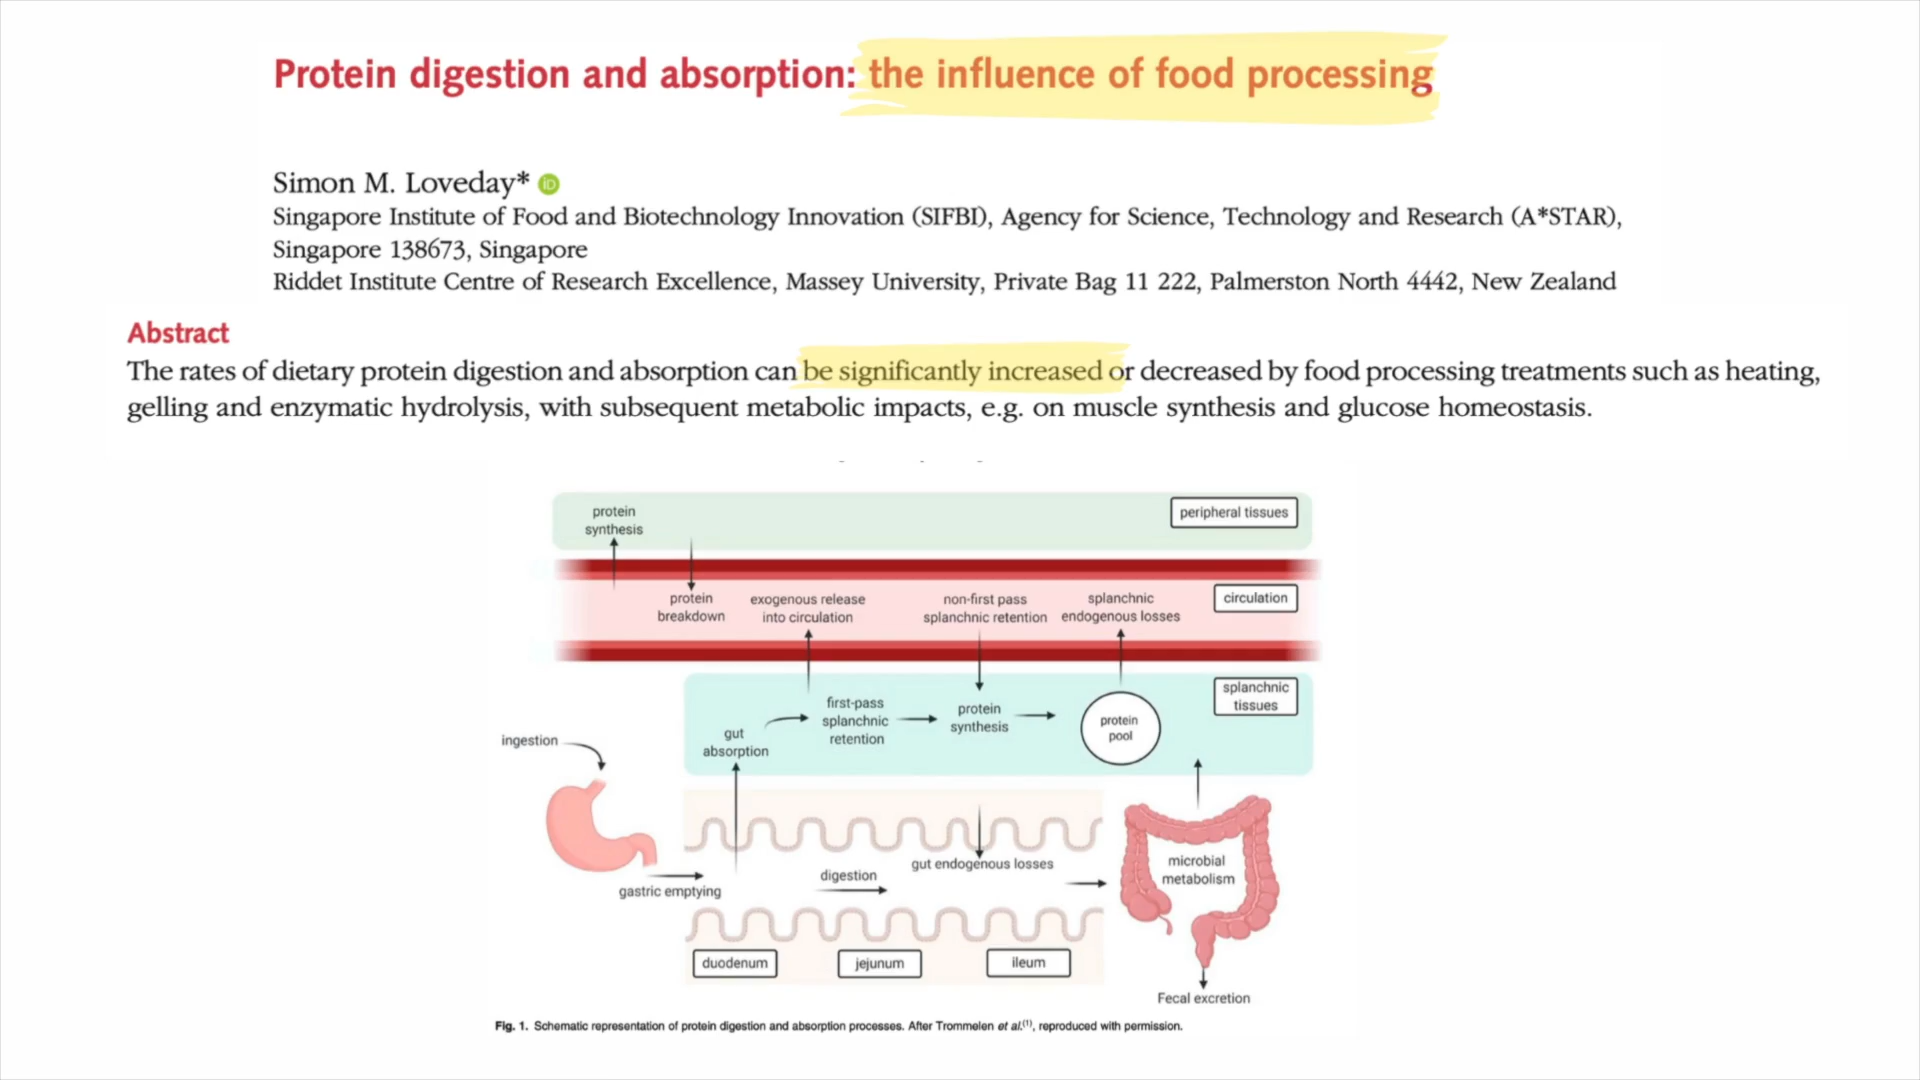 Protein digestion and absorption: the influence of food processing
Simon M. Loveday* iD
Singapore Institute of Food and Biotechnology Innovation (SIFBI), Agency for Science, Technology and Research (A*STAR),
Singapore 138673, Singapore
Riddet Institute Centre of Research Excellence, Massey University, Private Bag 11 222, Palmerston North 4442, New Zealand
Abstract
The rates of dietary protein digestion and absorption can be significantly increased or decreased by food processing treatments such as heating,
gelling and enzymatic hydrolysis, with subsequent metabolic impacts, e.g. on muscle synthesis and glucose homeostasis.
protein
synthesis
peripheral tissues
protein
breakdown
exogenous release
into circulation
non-first pass
splanchnic retention
splanchnic
endogenous losses
circulation
splanchnic
tissues
first-pass
splanchnic
retention
protein
synthesis
protein
pool
gut
absorption
ingestion
gastric emptying
digestion
gut endogenous losses
microbial
metabolism
duodenum
jejunum
ileum
Fecal excretion
Fig. 1. Schematic representation of protein digestion and absorption processes. After Trommelen et al.(1), reproduced with permission.